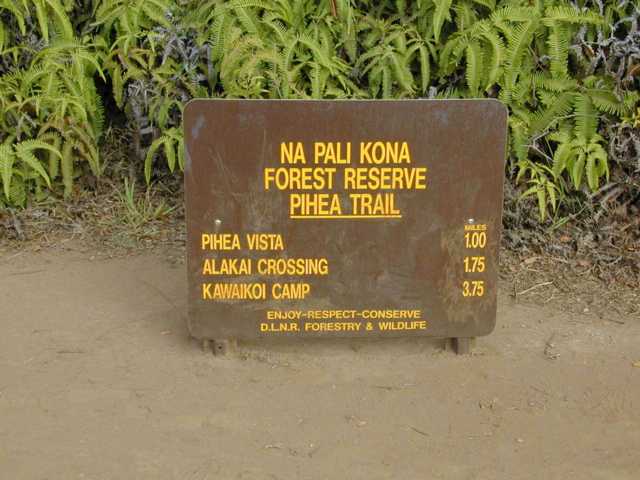 NA PALI KONA
FOREST RESERVE
PIHEA TRAIL
MILES
PIHEA VISTA 1.00
ALAKAI CROSSING 1.75
KAWAIKOI CAMP 3.75
ENJOY-RESPECT-CONSERVE
D.L.N.R. FORESTRY & WILDLIFE